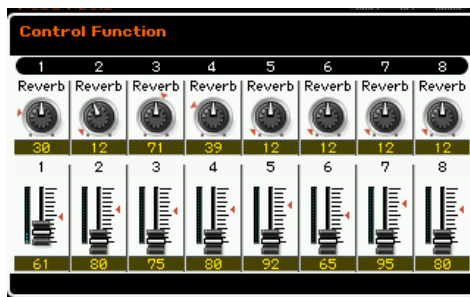 Control Function
1 2 3 4 5 6 7 8
Reverb Reverb Reverb Reverb Reverb Reverb Reverb Reverb
30 12 71 39 12 12 12 12
1 2 3 4 5 6 7 8
61 80 75 80 92 65 95 80